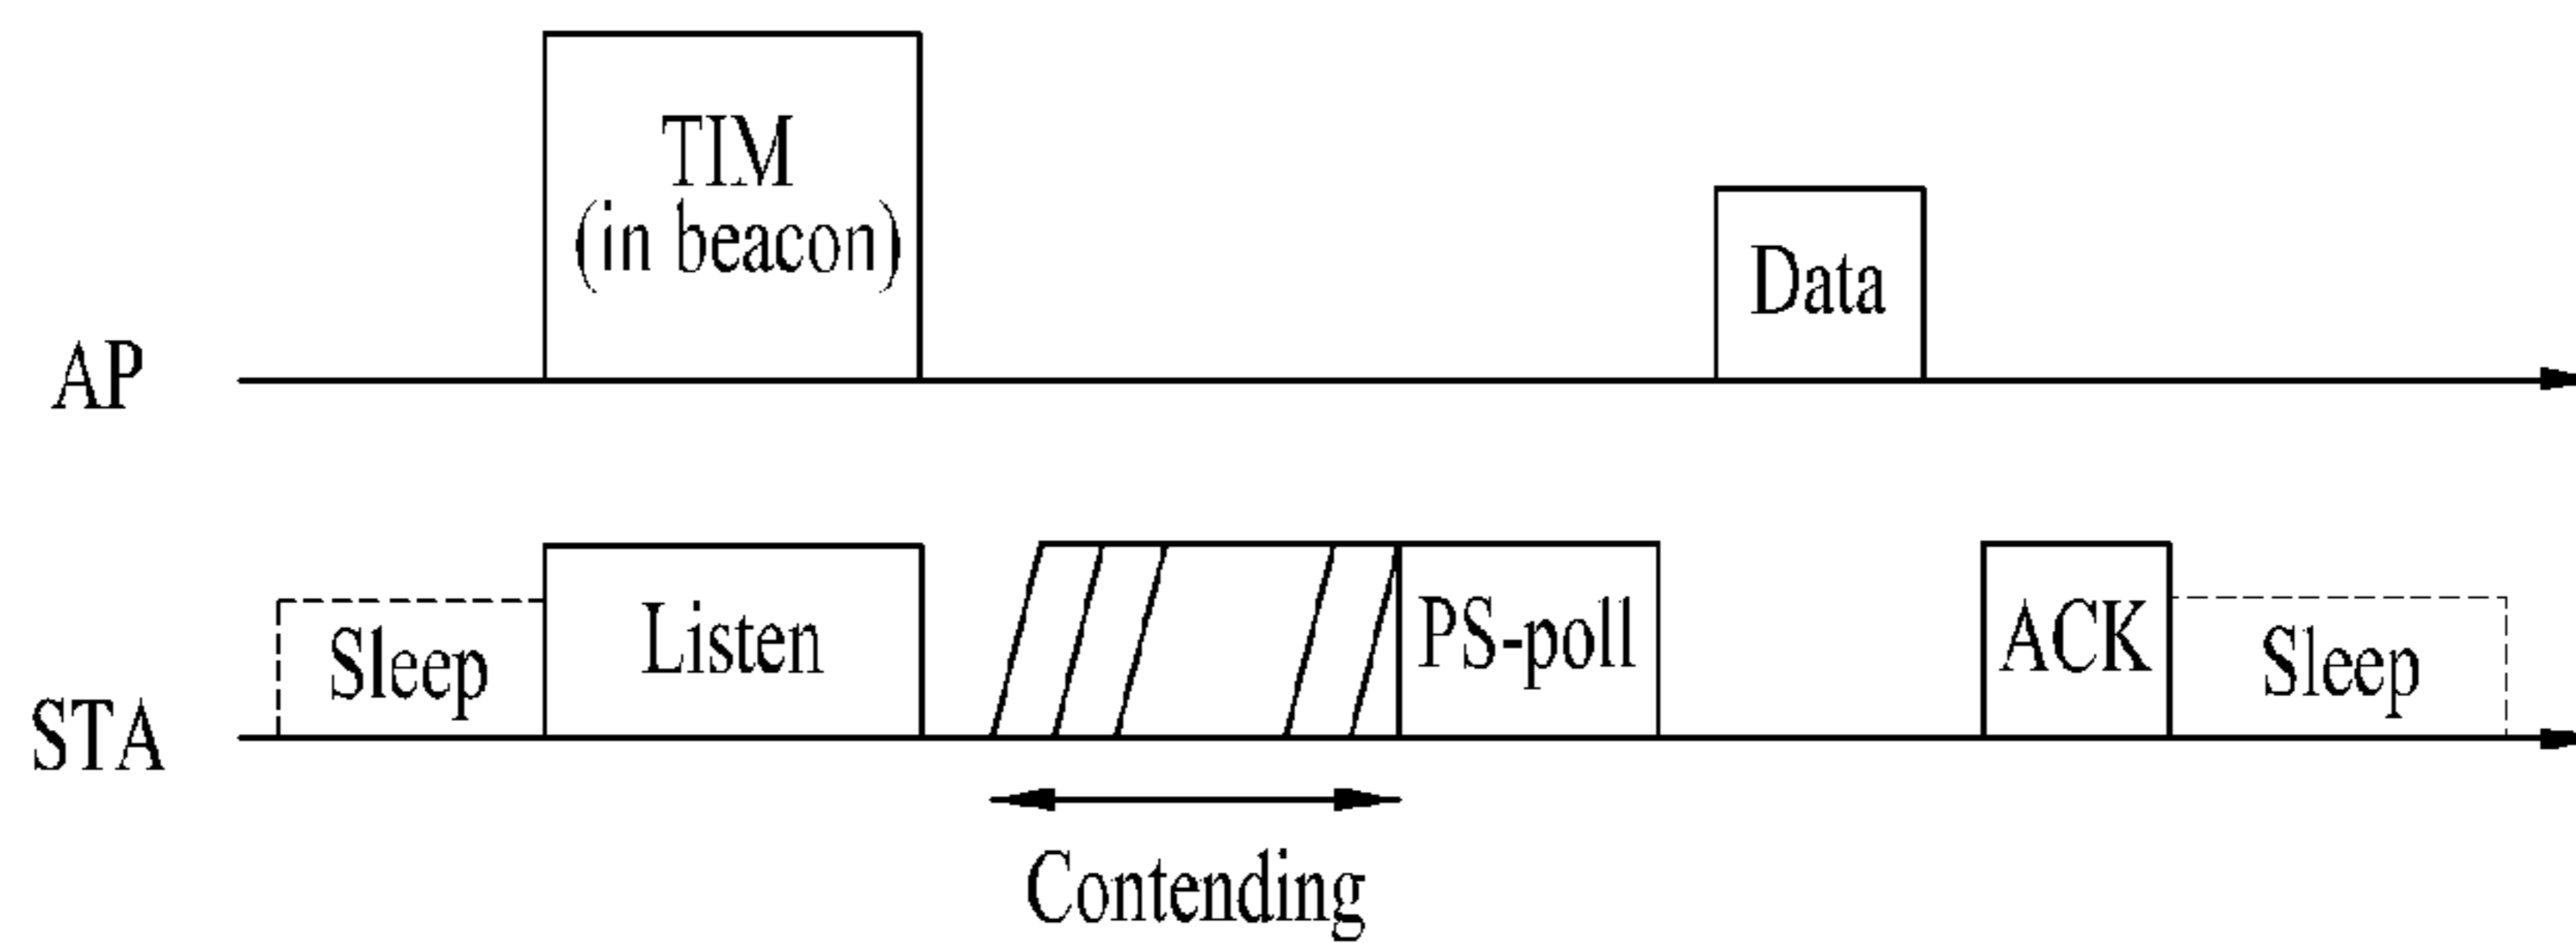 TIM
(in beacon)
Data
AP
Sleep
Listen
PS-poll
ACK
Sleep
STA
Contending